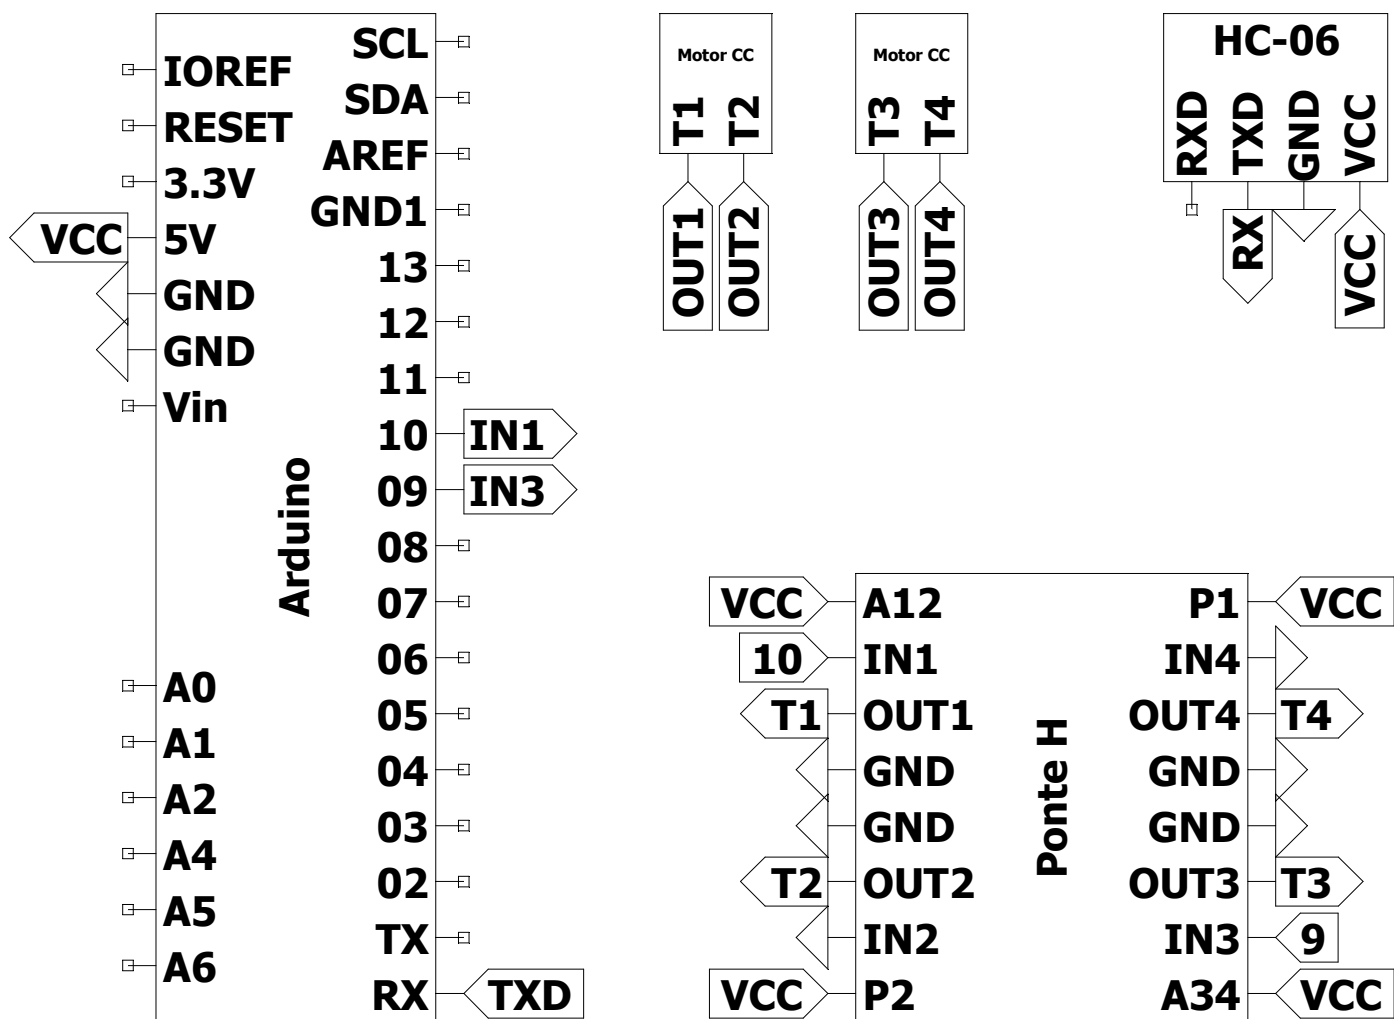 IOREF
RESET
3.3V
VCC 5V
GND
GND
Vin
A0
A1
A2
A4
A5
A6
Arduino
SCL
SDA
AREF
GND1
13
12
11
10 IN1
09 IN3
08
07
06
05
04
03
02
TX
RX TXD
Motor CC
T1 T2
OUT1 OUT2
Motor CC
T3 T4
OUT3 OUT4
HC-06
RXD TXD GND VCC
RX VCC
VCC A12
10 IN1
T1 OUT1
GND
GND
T2 OUT2
IN2
VCC P2
Ponte H
P1 VCC
IN4
OUT4 T4
GND
GND
OUT3 T3
IN3 9
A34 VCC